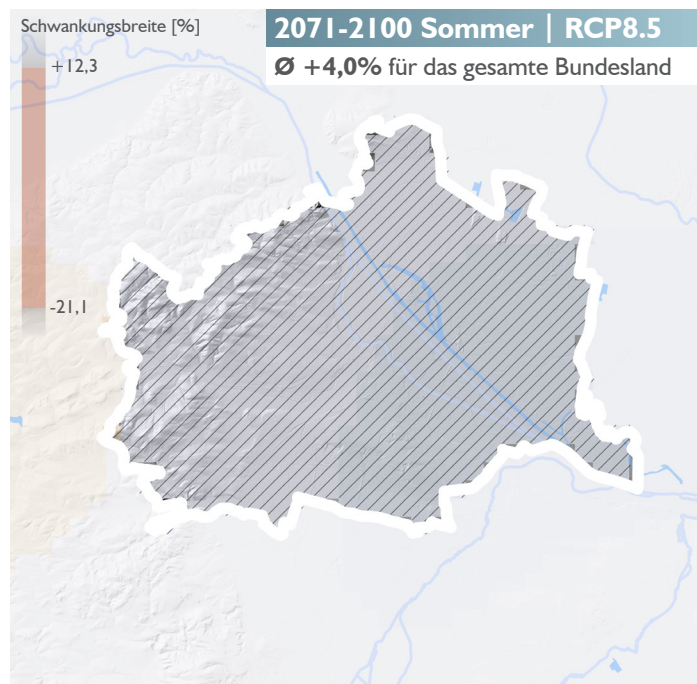 Schwankungsbreite [%]
2071-2100 Sommer | RCP8.5
Ø +4,0% für das gesamte Bundesland
+12,3
-21,1